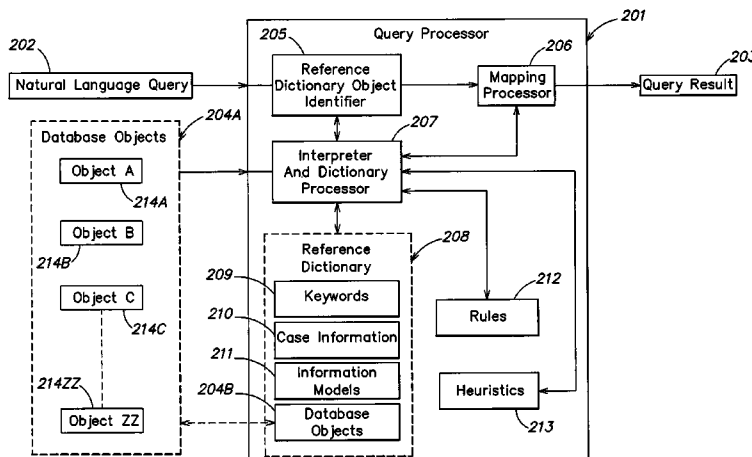 201
Query Processor
202
205
206
203
Natural Language Query
Reference
Dictionary Object
Identifier
Mapping
Processor
Query Result
204A
207
Database Objects
Interpreter
And Dictionary
Processor
Object A
214A
Object B
214B
Object C
214C
214ZZ
Object ZZ
208
Reference
Dictionary
209
Keywords
210
Case Information
211
Information
Models
204B
Database
Objects
212
Rules
Heuristics
213